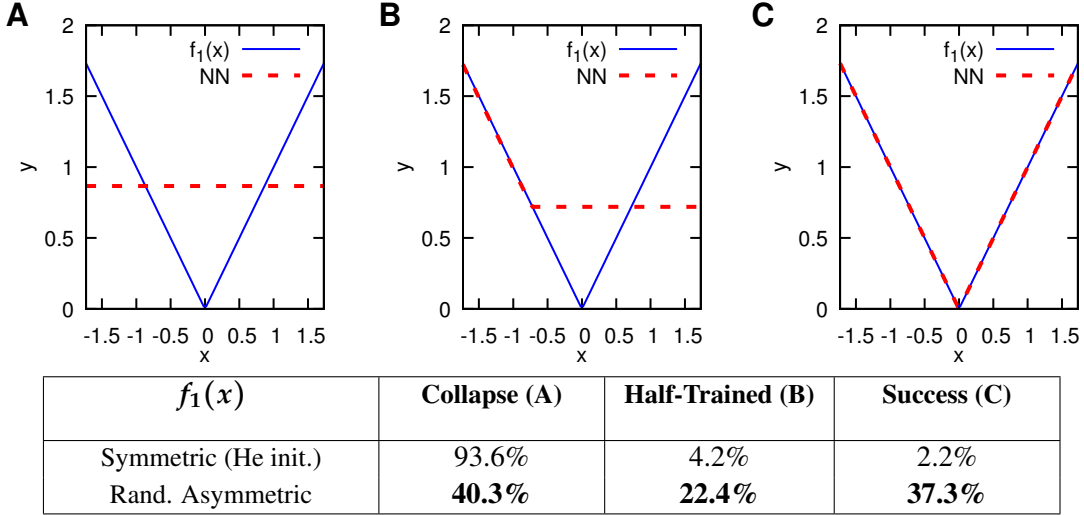 A
2
1.5
1
0.5
0
y
-1.5 -1 -0.5 0 0.5 1 1.5
x
f₁(x)
NN
B
2
1.5
1
0.5
0
y
-1.5 -1 -0.5 0 0.5 1 1.5
x
f₁(x)
NN
C
2
1.5
1
0.5
0
y
-1.5 -1 -0.5 0 0.5 1 1.5
x
f₁(x)
NN
f₁(x) Collapse (A) Half-Trained (B) Success (C)
Symmetric (He init.) 93.6% 4.2% 2.2%
Rand. Asymmetric 40.3% 22.4% 37.3%